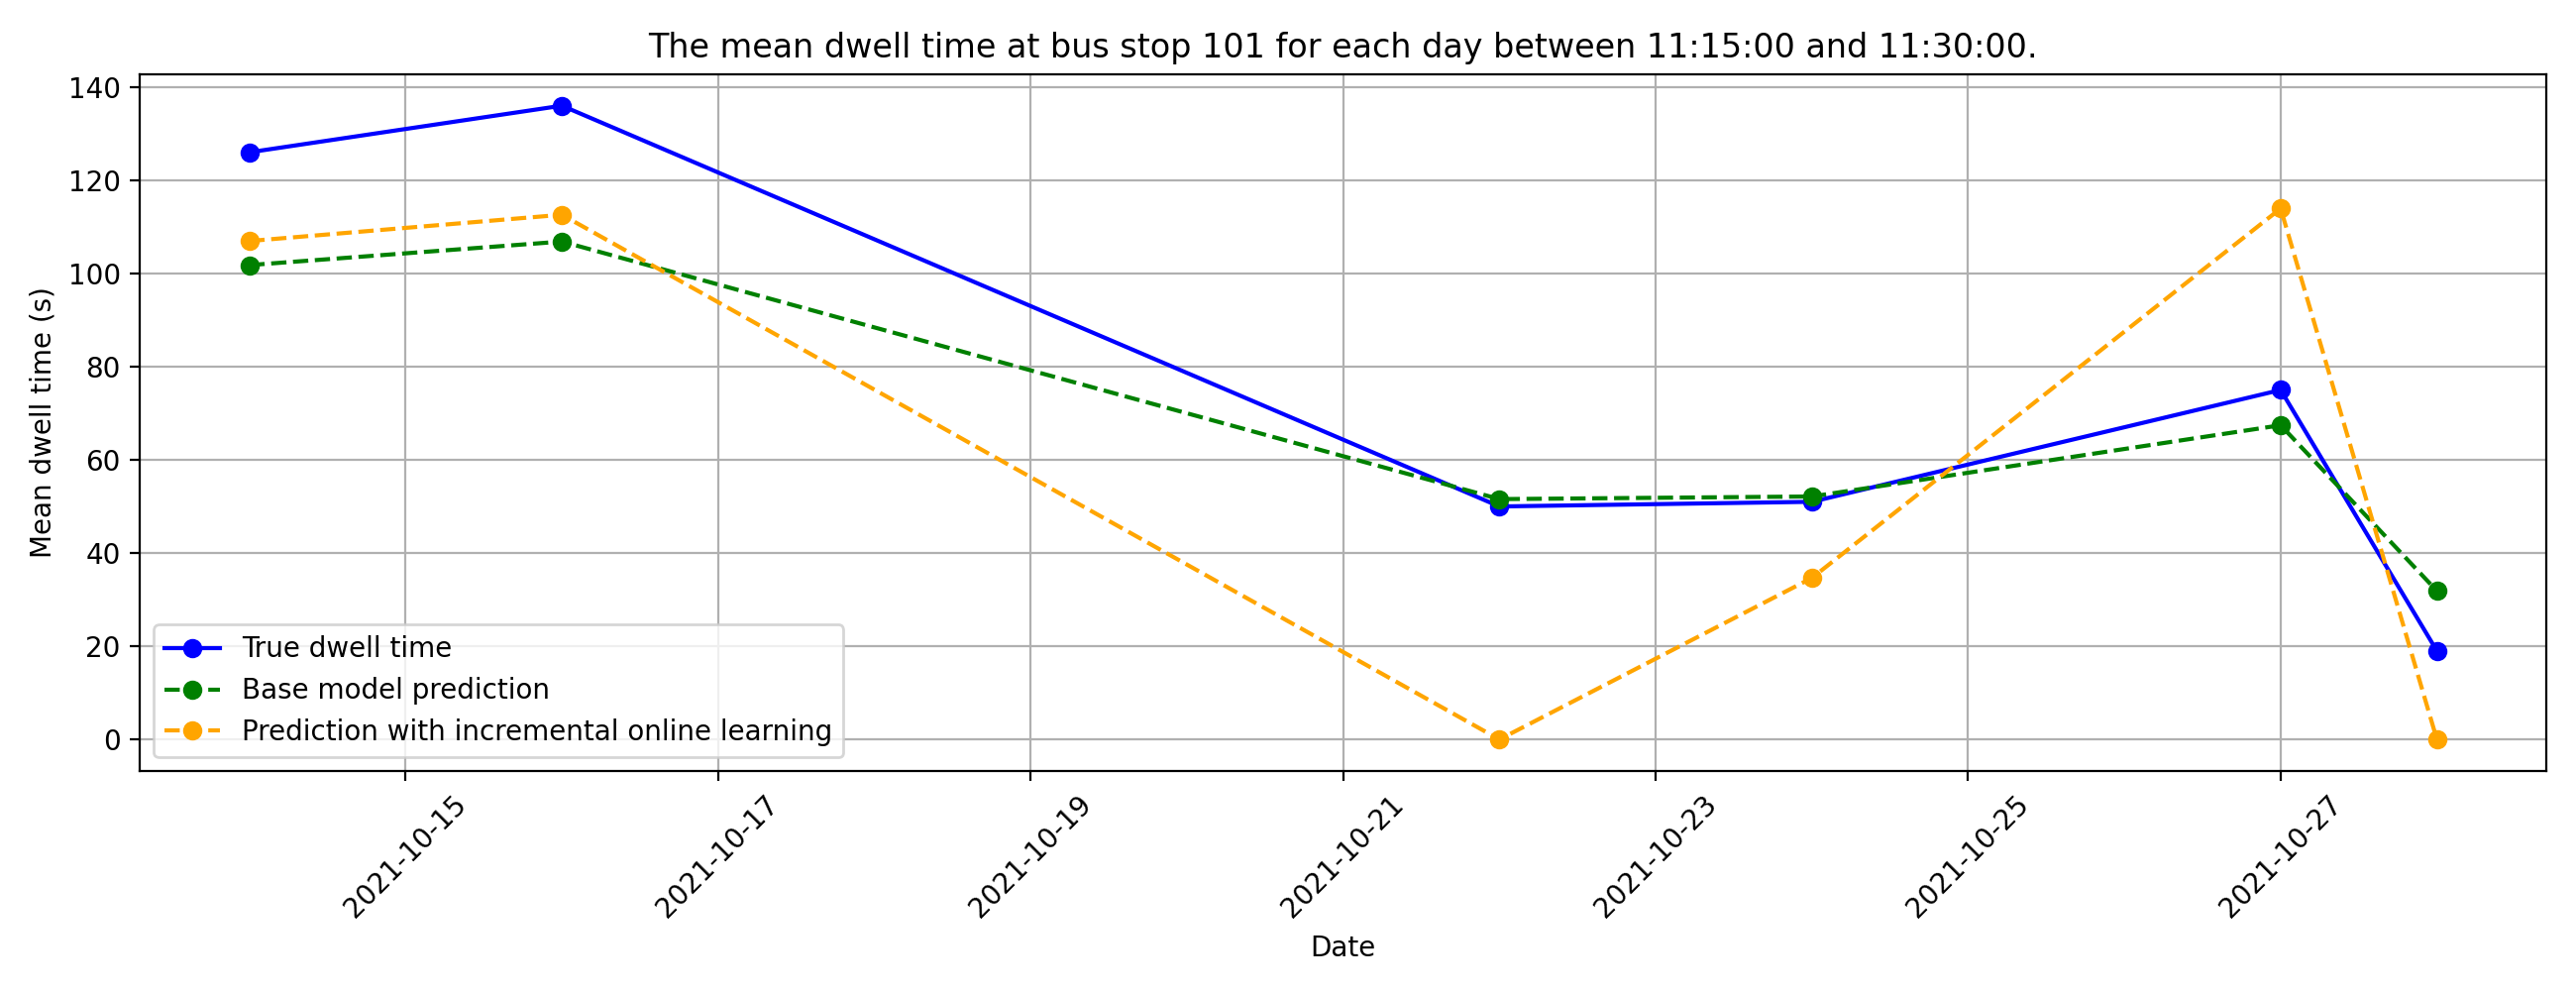 The mean dwell time at bus stop 101 for each day between 11:15:00 and 11:30:00.
Mean dwell time (s)
140
120
100
80
60
40
20
0
True dwell time
Base model prediction
Prediction with incremental online learning
2021-10-15
2021-10-17
2021-10-19
2021-10-21
2021-10-23
2021-10-25
2021-10-27
Date